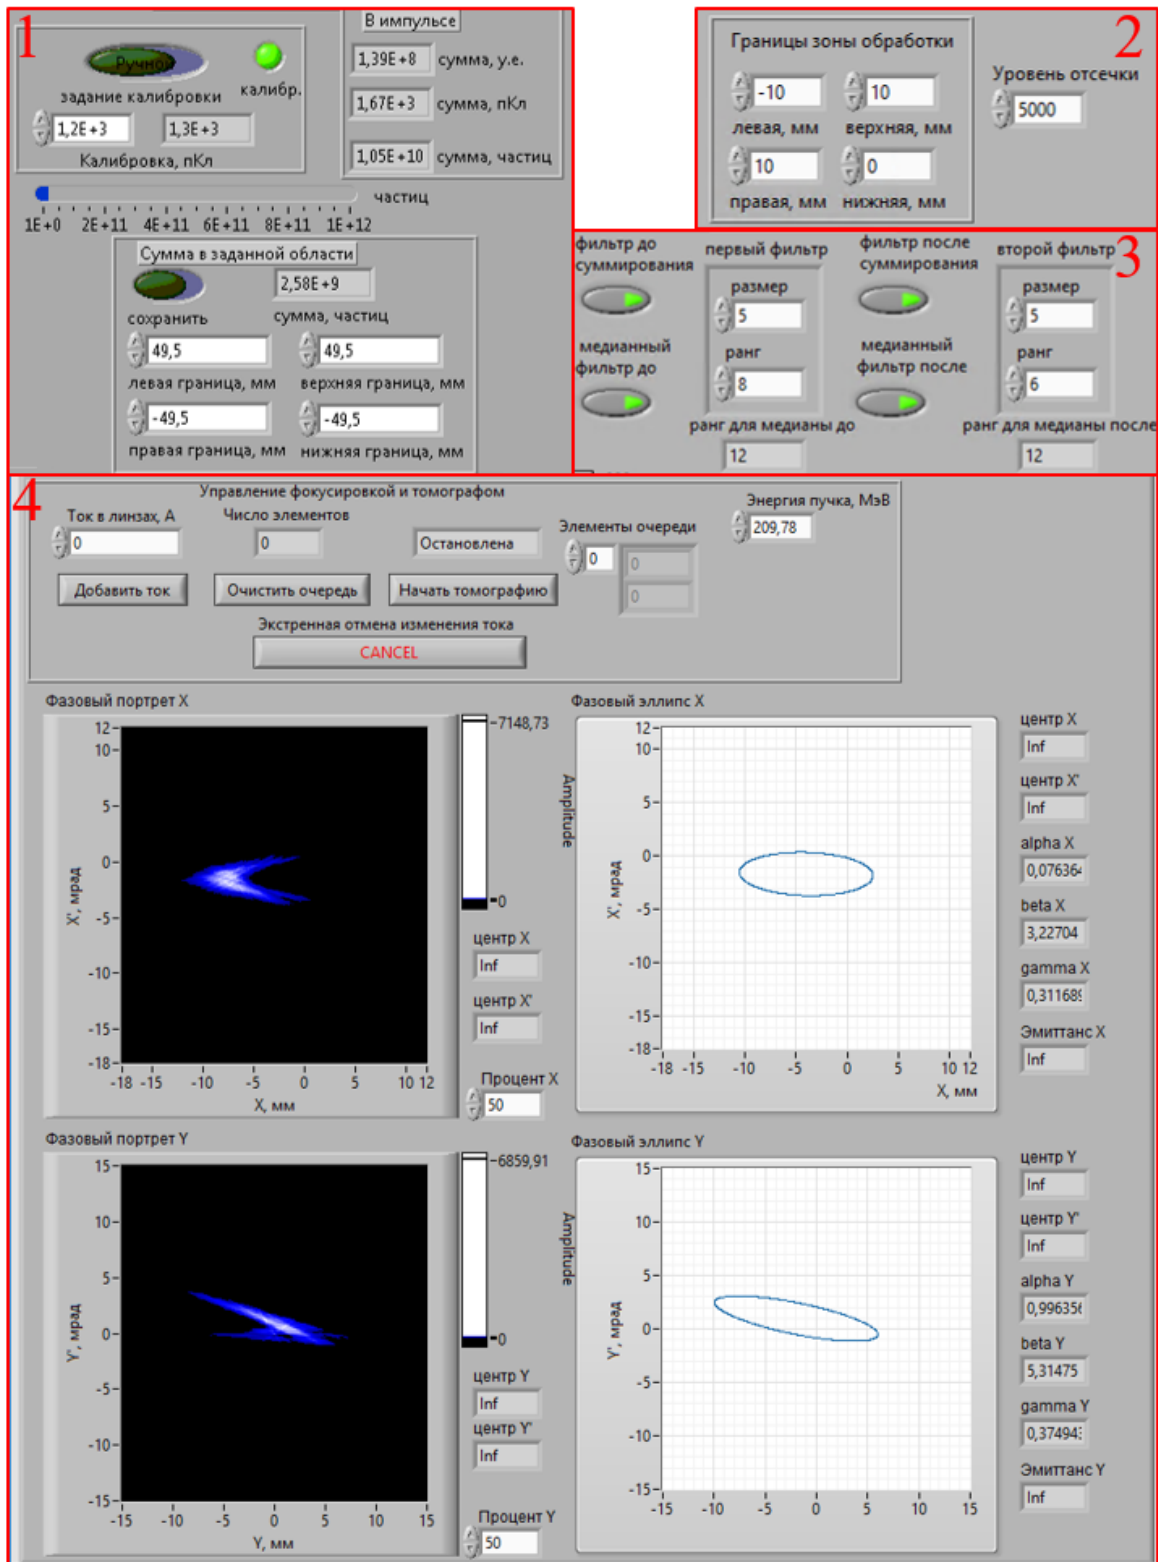 1
Ручно
задание калибровки
калибр.
1,2E+3
1,3E+3
Калибровка, пКл
В импульсе
1,39E+8 сумма, у.е.
1,67E+3 сумма, пКл
1,05E+10 сумма, частиц
частиц
1E+0 2E+11 4E+11 6E+11 8E+11 1E+12
Сумма в заданной области
2,58E+9
сохранить
сумма, частиц
49,5 49,5
левая граница, мм верхняя граница, мм
-49,5 -49,5
правая граница, мм нижняя граница, мм
2
Границы зоны обработки
-10 10
левая, мм верхняя, мм
10 0
правая, мм нижняя, мм
Уровень отсечки
5000
3
фильтр до
суммирования
медианный
фильтр до
первый фильтр
размер
5
ранг
8
ранг для медианы до
12
фильтр после
суммирования
медианный
фильтр после
второй фильтр
размер
5
ранг
6
ранг для медианы после
12
4
Управление фокусировкой и томографом
Ток в линзах, А
0
Число элементов
0
Остановлена
Элементы очереди
0
0
0
Энергия пучка, МэВ
209,78
Добавить ток
Очистить очередь
Начать томографию
Экстренная отмена изменения тока
CANCEL
Фазовый портрет X
12
10
5
0
-5
-10
-15
-18
X', мрад
-18 -15 -10 -5 0 5 10 12
X, мм
7148,73
0
Amplitude
центр X
Inf
центр X'
Inf
Процент X
50
Фазовый эллипс X
12
10
5
0
-5
-10
-15
-18
X', мрад
-18 -15 -10 -5 0 5 10 12
X, мм
центр X
Inf
центр X'
Inf
alpha X
0,07636
beta X
3,22704
gamma X
0,31168
Эмиттанс X
Inf
Фазовый портрет Y
15
10
5
0
-5
-10
-15
Y', мрад
-15 -10 -5 0 5 10 15
Y, мм
6859,91
0
Amplitude
центр Y
Inf
центр Y'
Inf
Процент Y
50
Фазовый эллипс Y
15
10
5
0
-5
-10
-15
Y', мрад
-15 -10 -5 0 5 10 15
Y, мм
центр Y
Inf
центр Y'
Inf
alpha Y
0,99635
beta Y
5,31475
gamma Y
0,37494
Эмиттанс Y
Inf